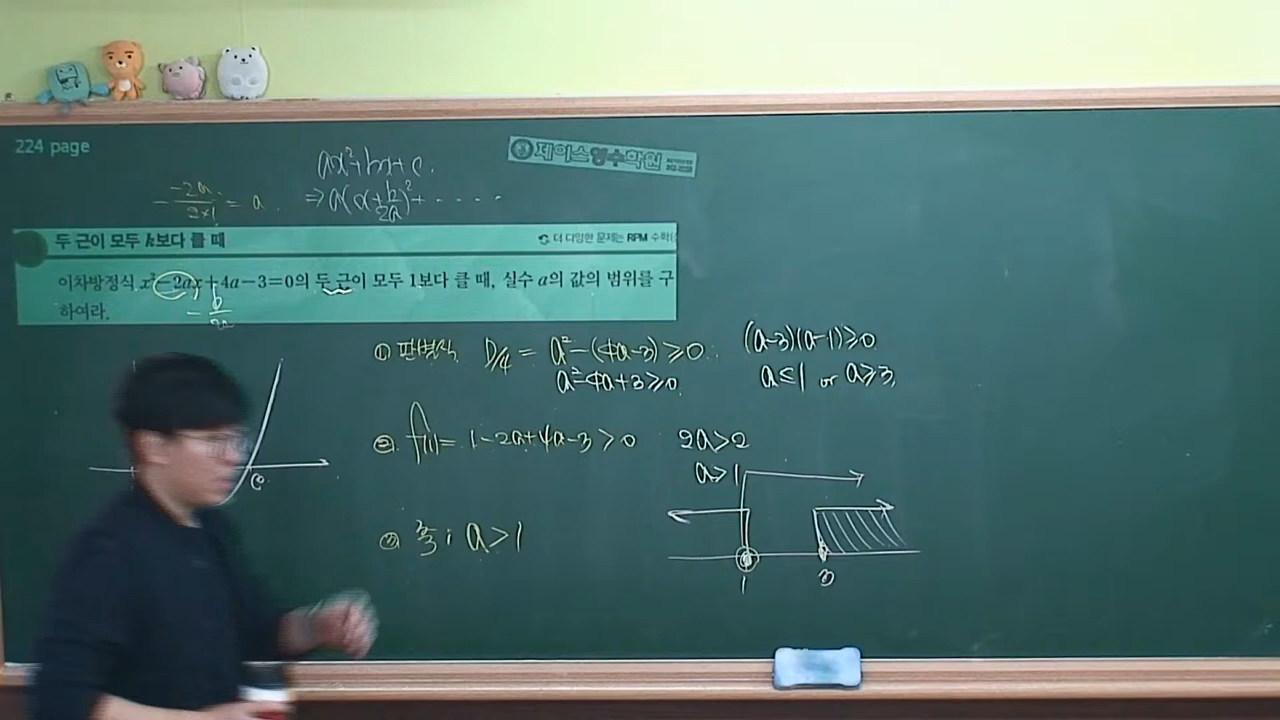 224 page
제이스영수학원
ax²+bx+c.
-\frac{-2a}{2×1} = a
⇒a(x+\frac{b}{2a})²+ · · · · ·
두 근이 모두 k보다 클 때
더 다양한 문제는 RPM 수학(
이차방정식 x²-2ax+4a-3=0의 두 근이 모두 1보다 클 때, 실수 a의 값의 범위를 구
하여라.
-\frac{b}{2a}
① 판별식 D/4 = a²-(4a-3)≥0
(a-3)(a-1)≥0
a²-4a+3≥0
a≤1 or a≥3
② f(1)= 1-2a+4a-3>0
2a>2
a>1
③ 축: a>1
1
3